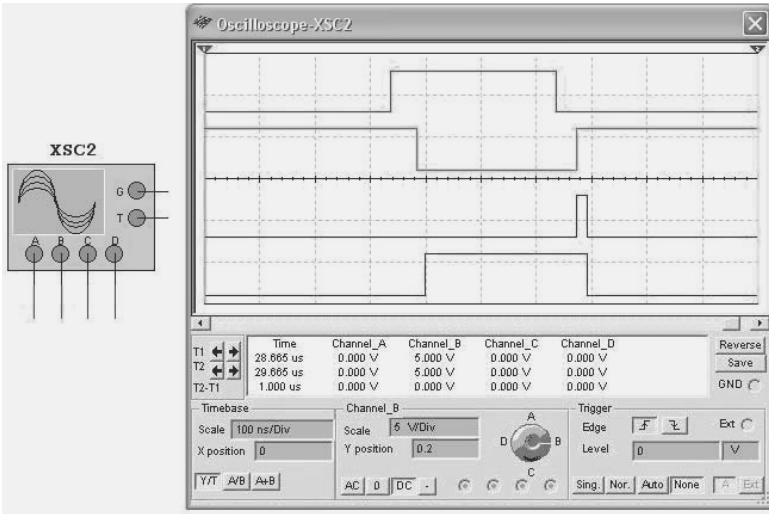 Oscilloscope-XSC2
XSC2
G
T
A B C D
Time Channel_A Channel_B Channel_C Channel_D
T1 28.665 us 0.000 V 5.000 V 0.000 V 0.000 V
T2 29.665 us 0.000 V 5.000 V 0.000 V 0.000 V
T2-T1 1.000 us 0.000 V 0.000 V 0.000 V 0.000 V
Reverse
Save
GND
Timebase
Scale 100 ns/Div
X position 0
Y/T A/B A+B
Channel_B
Scale 5 V/Div
Y position 0.2
AC 0 DC -
A
D B
C
Trigger
Edge Ext
Level 0 V
Sing. Nor. Auto None A Ext